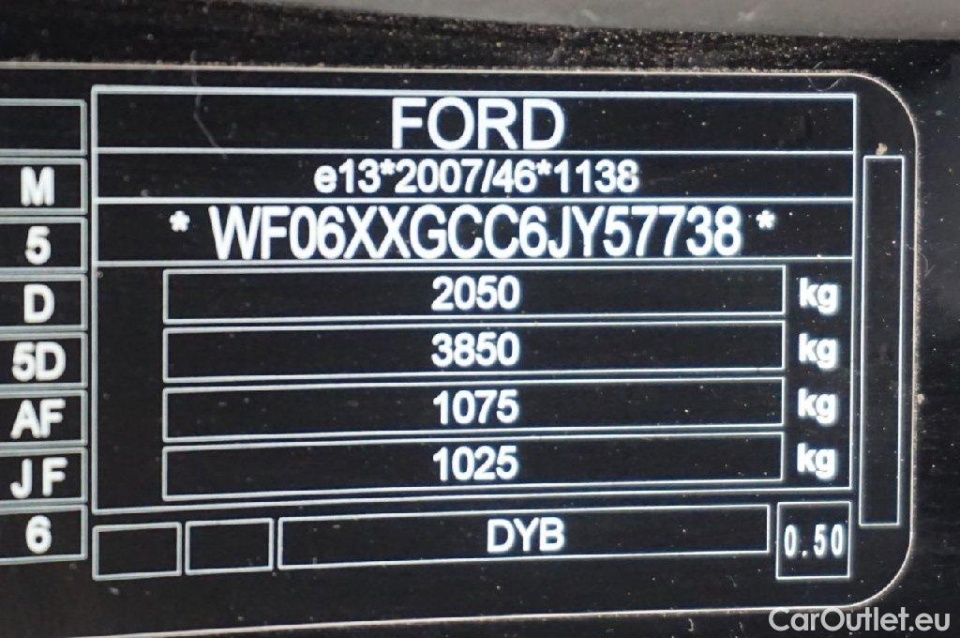 FORD
e13*2007/46*1138
* WF06XXGCC6JY57738 *
2050 kg
3850 kg
1075 kg
1025 kg
DYB 0.50
M
5
D
5D
AF
JF
6
CarOutlet.eu